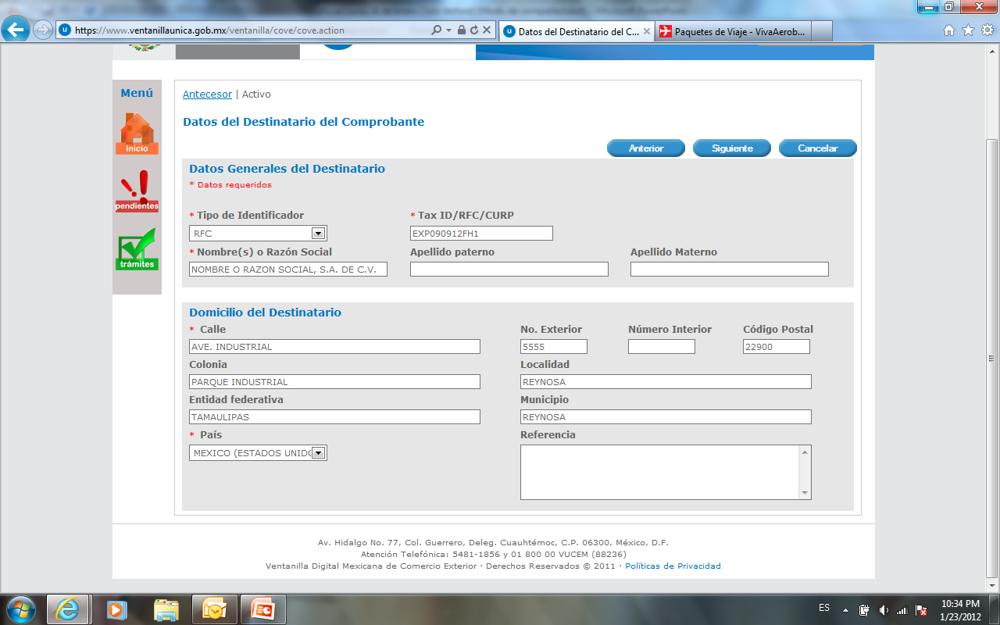 https://www.ventanillaunica.gob.mx/ventanilla/cove/cove.action
Datos del Destinatario del C...
Paquetes de Viaje - VivaAerob...
Menú
inicio
pendientes
trámites
Antecesor | Activo
Datos del Destinatario del Comprobante
Anterior Siguiente Cancelar
Datos Generales del Destinatario
* Datos requeridos
* Tipo de Identificador * Tax ID/RFC/CURP
RFC EXP090912FH1
* Nombre(s) o Razón Social Apellido paterno Apellido Materno
NOMBRE O RAZON SOCIAL, S.A. DE C.V.
Domicilio del Destinatario
* Calle No. Exterior Número Interior Código Postal
AVE. INDUSTRIAL 5555 22900
Colonia Localidad
PARQUE INDUSTRIAL REYNOSA
Entidad federativa Municipio
TAMAULIPAS REYNOSA
* País Referencia
MEXICO (ESTADOS UNIDO
Av. Hidalgo No. 77, Col. Guerrero, Deleg. Cuauhtémoc, C.P. 06300, México, D.F.
Atención Telefónica: 5481-1856 y 01 800 00 VUCEM (88236)
Ventanilla Digital Mexicana de Comercio Exterior · Derechos Reservados © 2011 · Políticas de Privacidad
ES
10:34 PM
1/23/2012